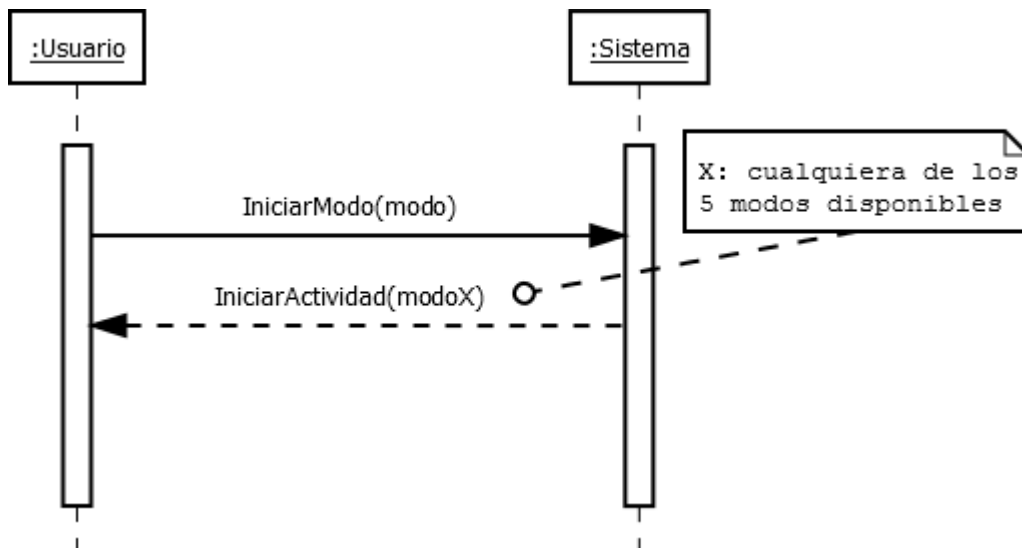 :Usuario
:Sistema
X: cualquiera de los
5 modos disponibles
IniciarModo(modo)
IniciarActividad(modoX)